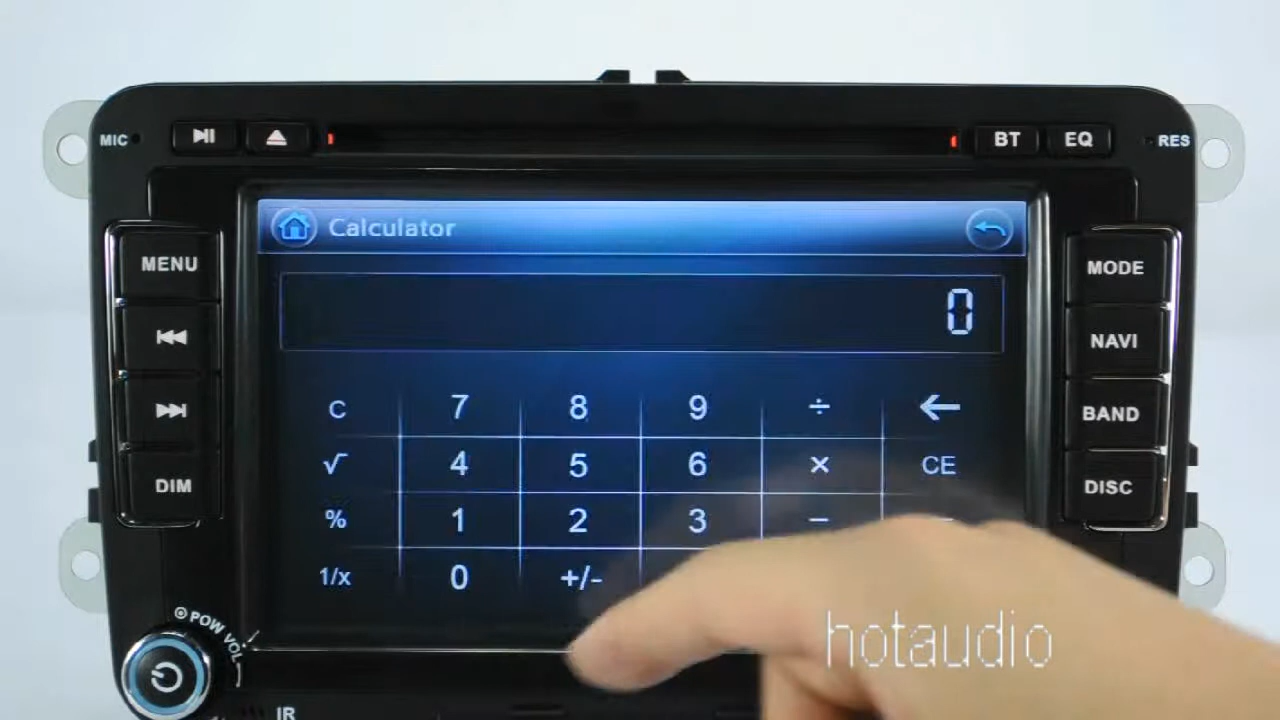 MIC BT EQ RES
Calculator
MENU MODE
0
NAVI
C 7 8 9 ÷ ←
BAND
√ 4 5 6 × CE
DIM DISC
% 1 2 3 −
1/x 0 +/-
POW VOL
hotaudio
IR